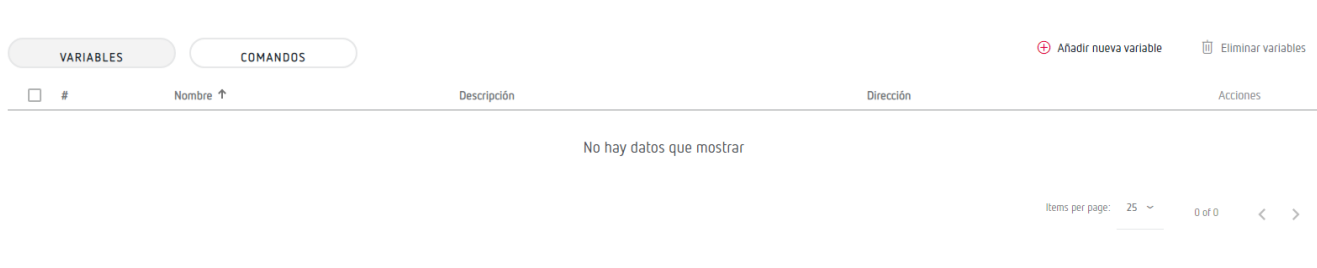 VARIABLES COMANDOS Añadir nueva variable Eliminar variables
# Nombre ↑ Descripción Dirección Acciones
No hay datos que mostrar
Items per page: 25 0 of 0